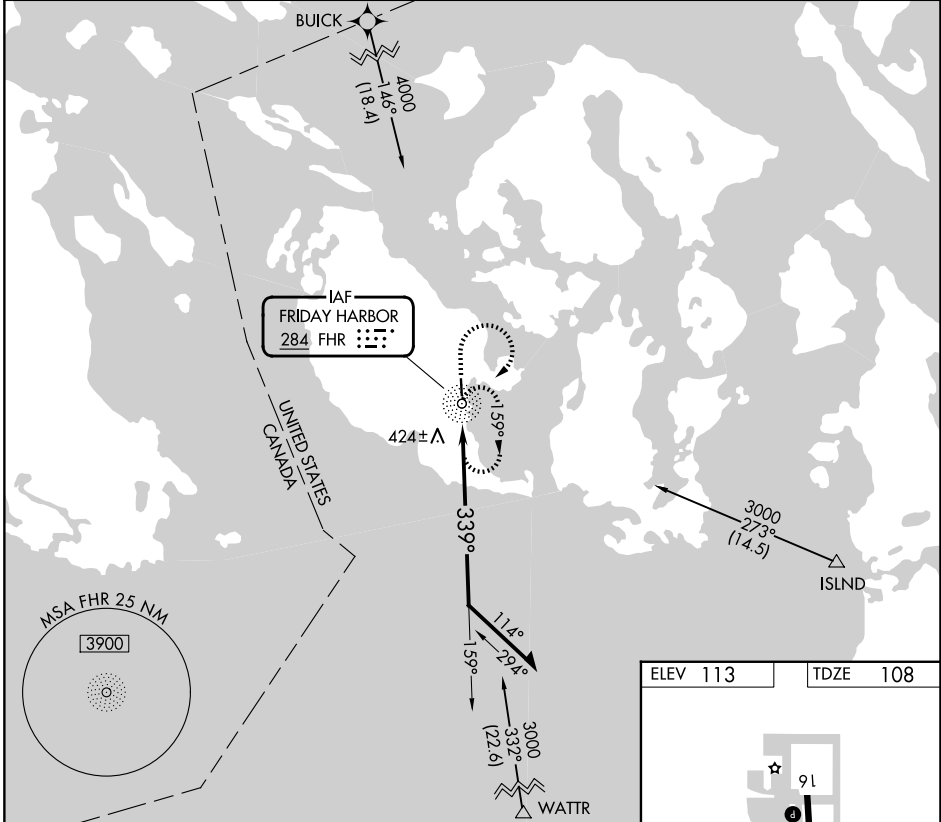 BUICK
4000
146°
(18.4)
IAF
FRIDAY HARBOR
284 FHR
159°
424±
UNITED STATES
CANADA
339°
3000
273°
(14.5)
ISLND
MSA FHR 25 NM
3900
114°
294°
159°
3000
332°
(22.6)
WATTR
ELEV 113
TDZE 108
16
P